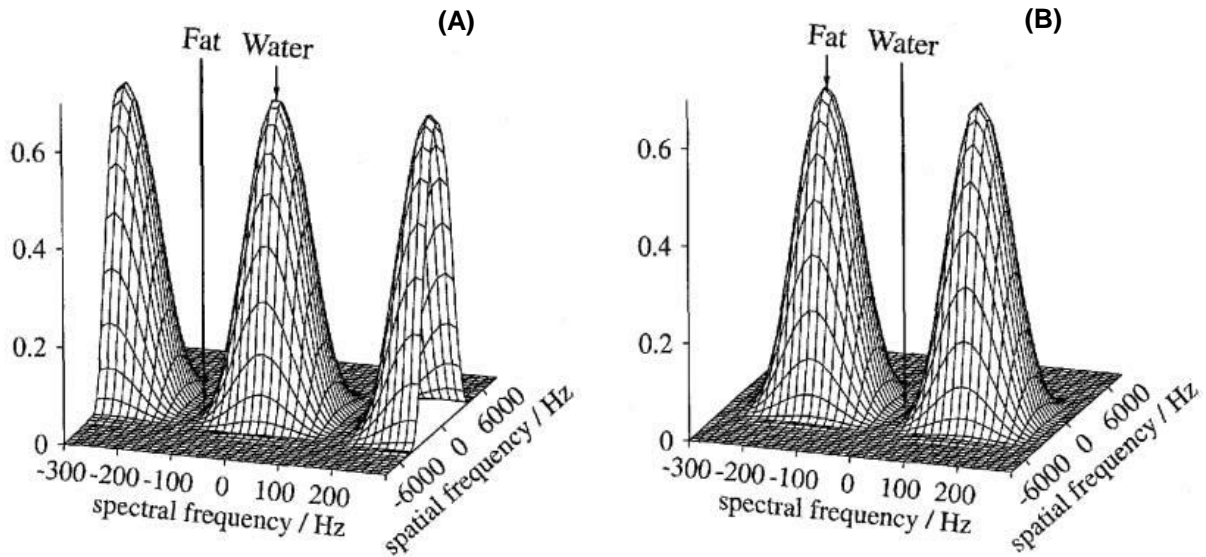 (A)
Fat Water
0.6
0.4
0.2
0
-300 -200 -100 0 100 200
spectral frequency / Hz
-6000 0 6000
spatial frequency / Hz
(B)
Fat Water
0.6
0.4
0.2
0
-300 -200 -100 0 100 200
spectral frequency / Hz
-6000 0 6000
spatial frequency / Hz